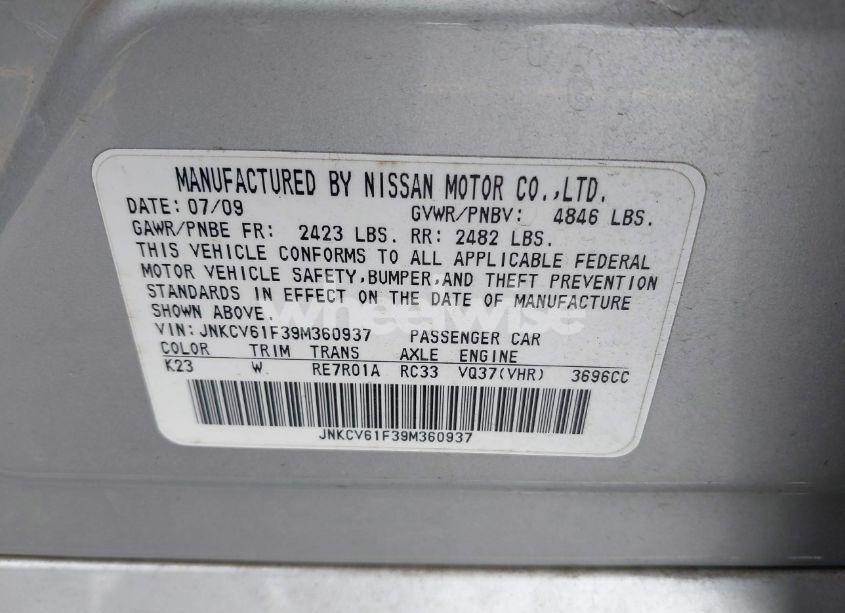 MANUFACTURED BY NISSAN MOTOR CO.,LTD.
DATE: 07/09 GVWR/PNBV: 4846 LBS.
GAWR/PNBE FR: 2423 LBS. RR: 2482 LBS.
THIS VEHICLE CONFORMS TO ALL APPLICABLE FEDERAL
MOTOR VEHICLE SAFETY,BUMPER,AND THEFT PREVENTION
STANDARDS IN EFFECT ON THE DATE OF MANUFACTURE
SHOWN ABOVE.
wheelwise
VIN:JNKCV61F39M360937 PASSENGER CAR
COLOR TRIM TRANS AXLE ENGINE
K23 W. RE7R01A RC33 VQ37(VHR) 3696CC
JNKCV61F39M360937